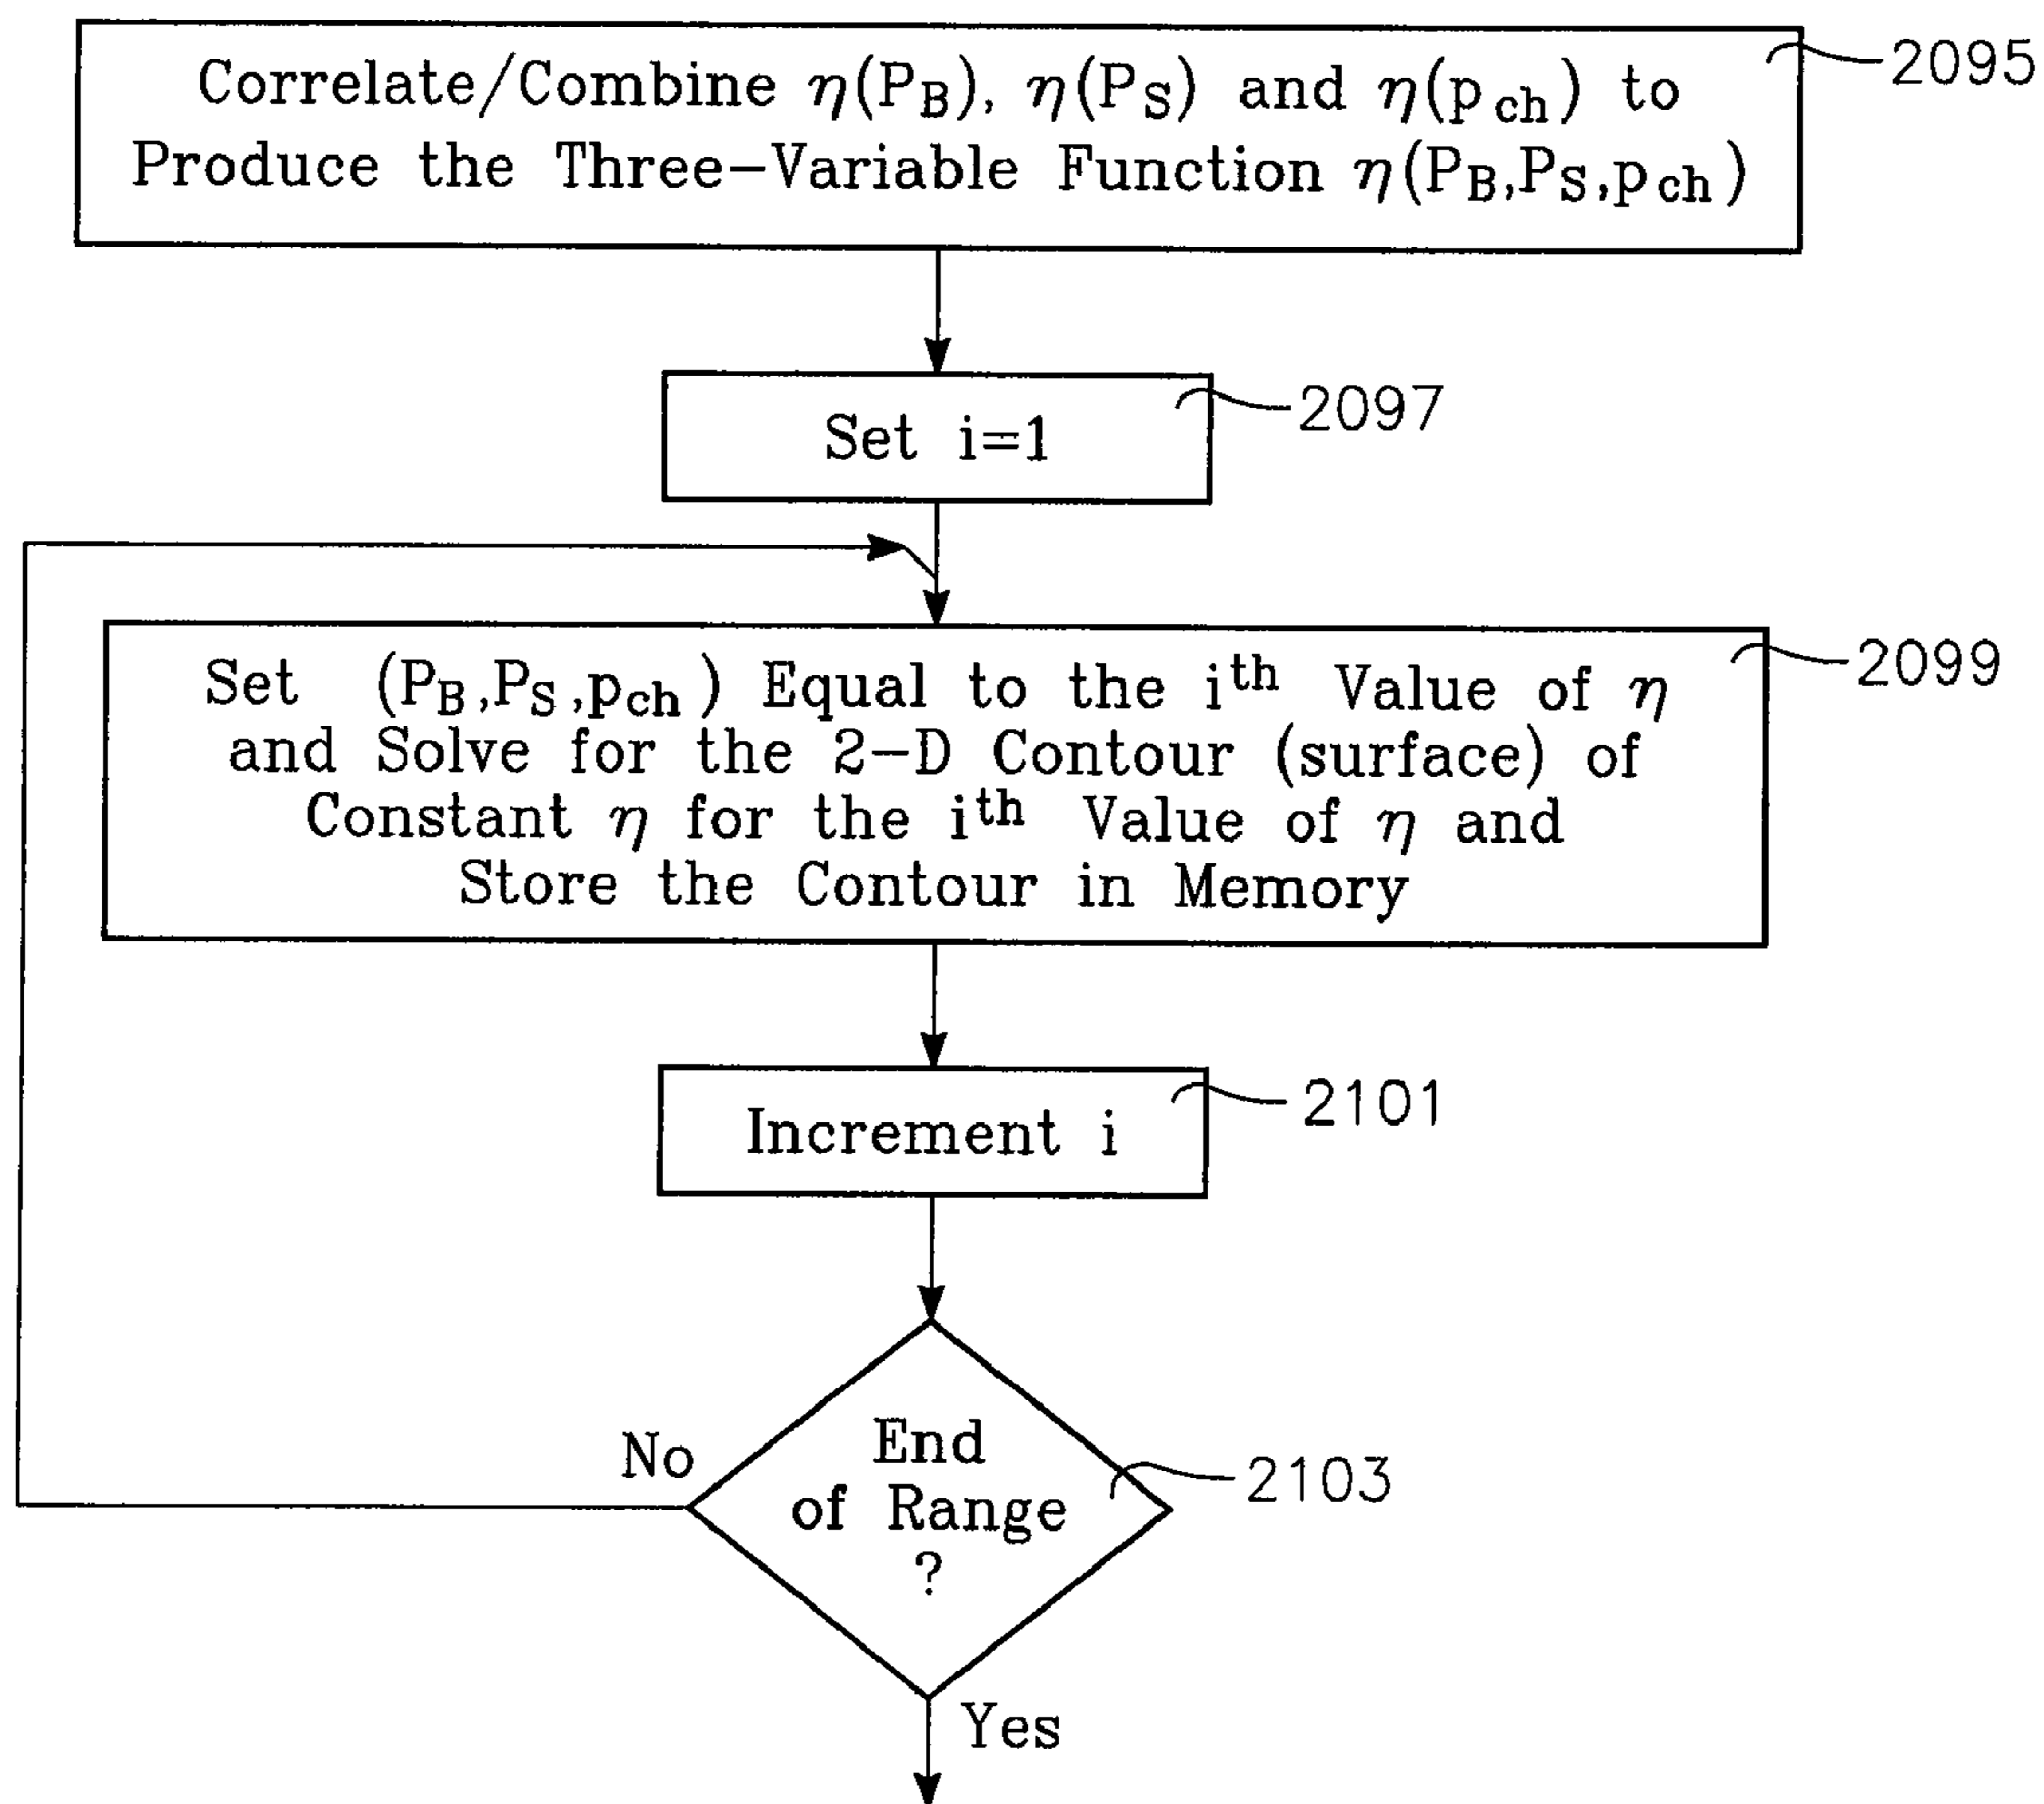 Correlate/Combine η(P_B), η(P_S) and η(p_ch) to
Produce the Three-Variable Function η(P_B,P_S,p_ch)
2095
Set i=1
2097
Set (P_B,P_S,p_ch) Equal to the i^th Value of η
and Solve for the 2-D Contour (surface) of
Constant η for the i^th Value of η and
Store the Contour in Memory
2099
Increment i
2101
End
of Range
?
2103
No
Yes